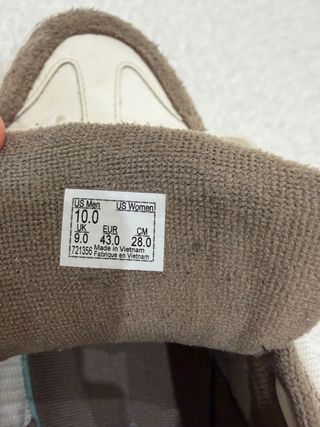 US Men US Women
10.0
UK EUR CM
9.0 43.0 28.0
721356 Made in Vietnam
Fabrique en Vietnam